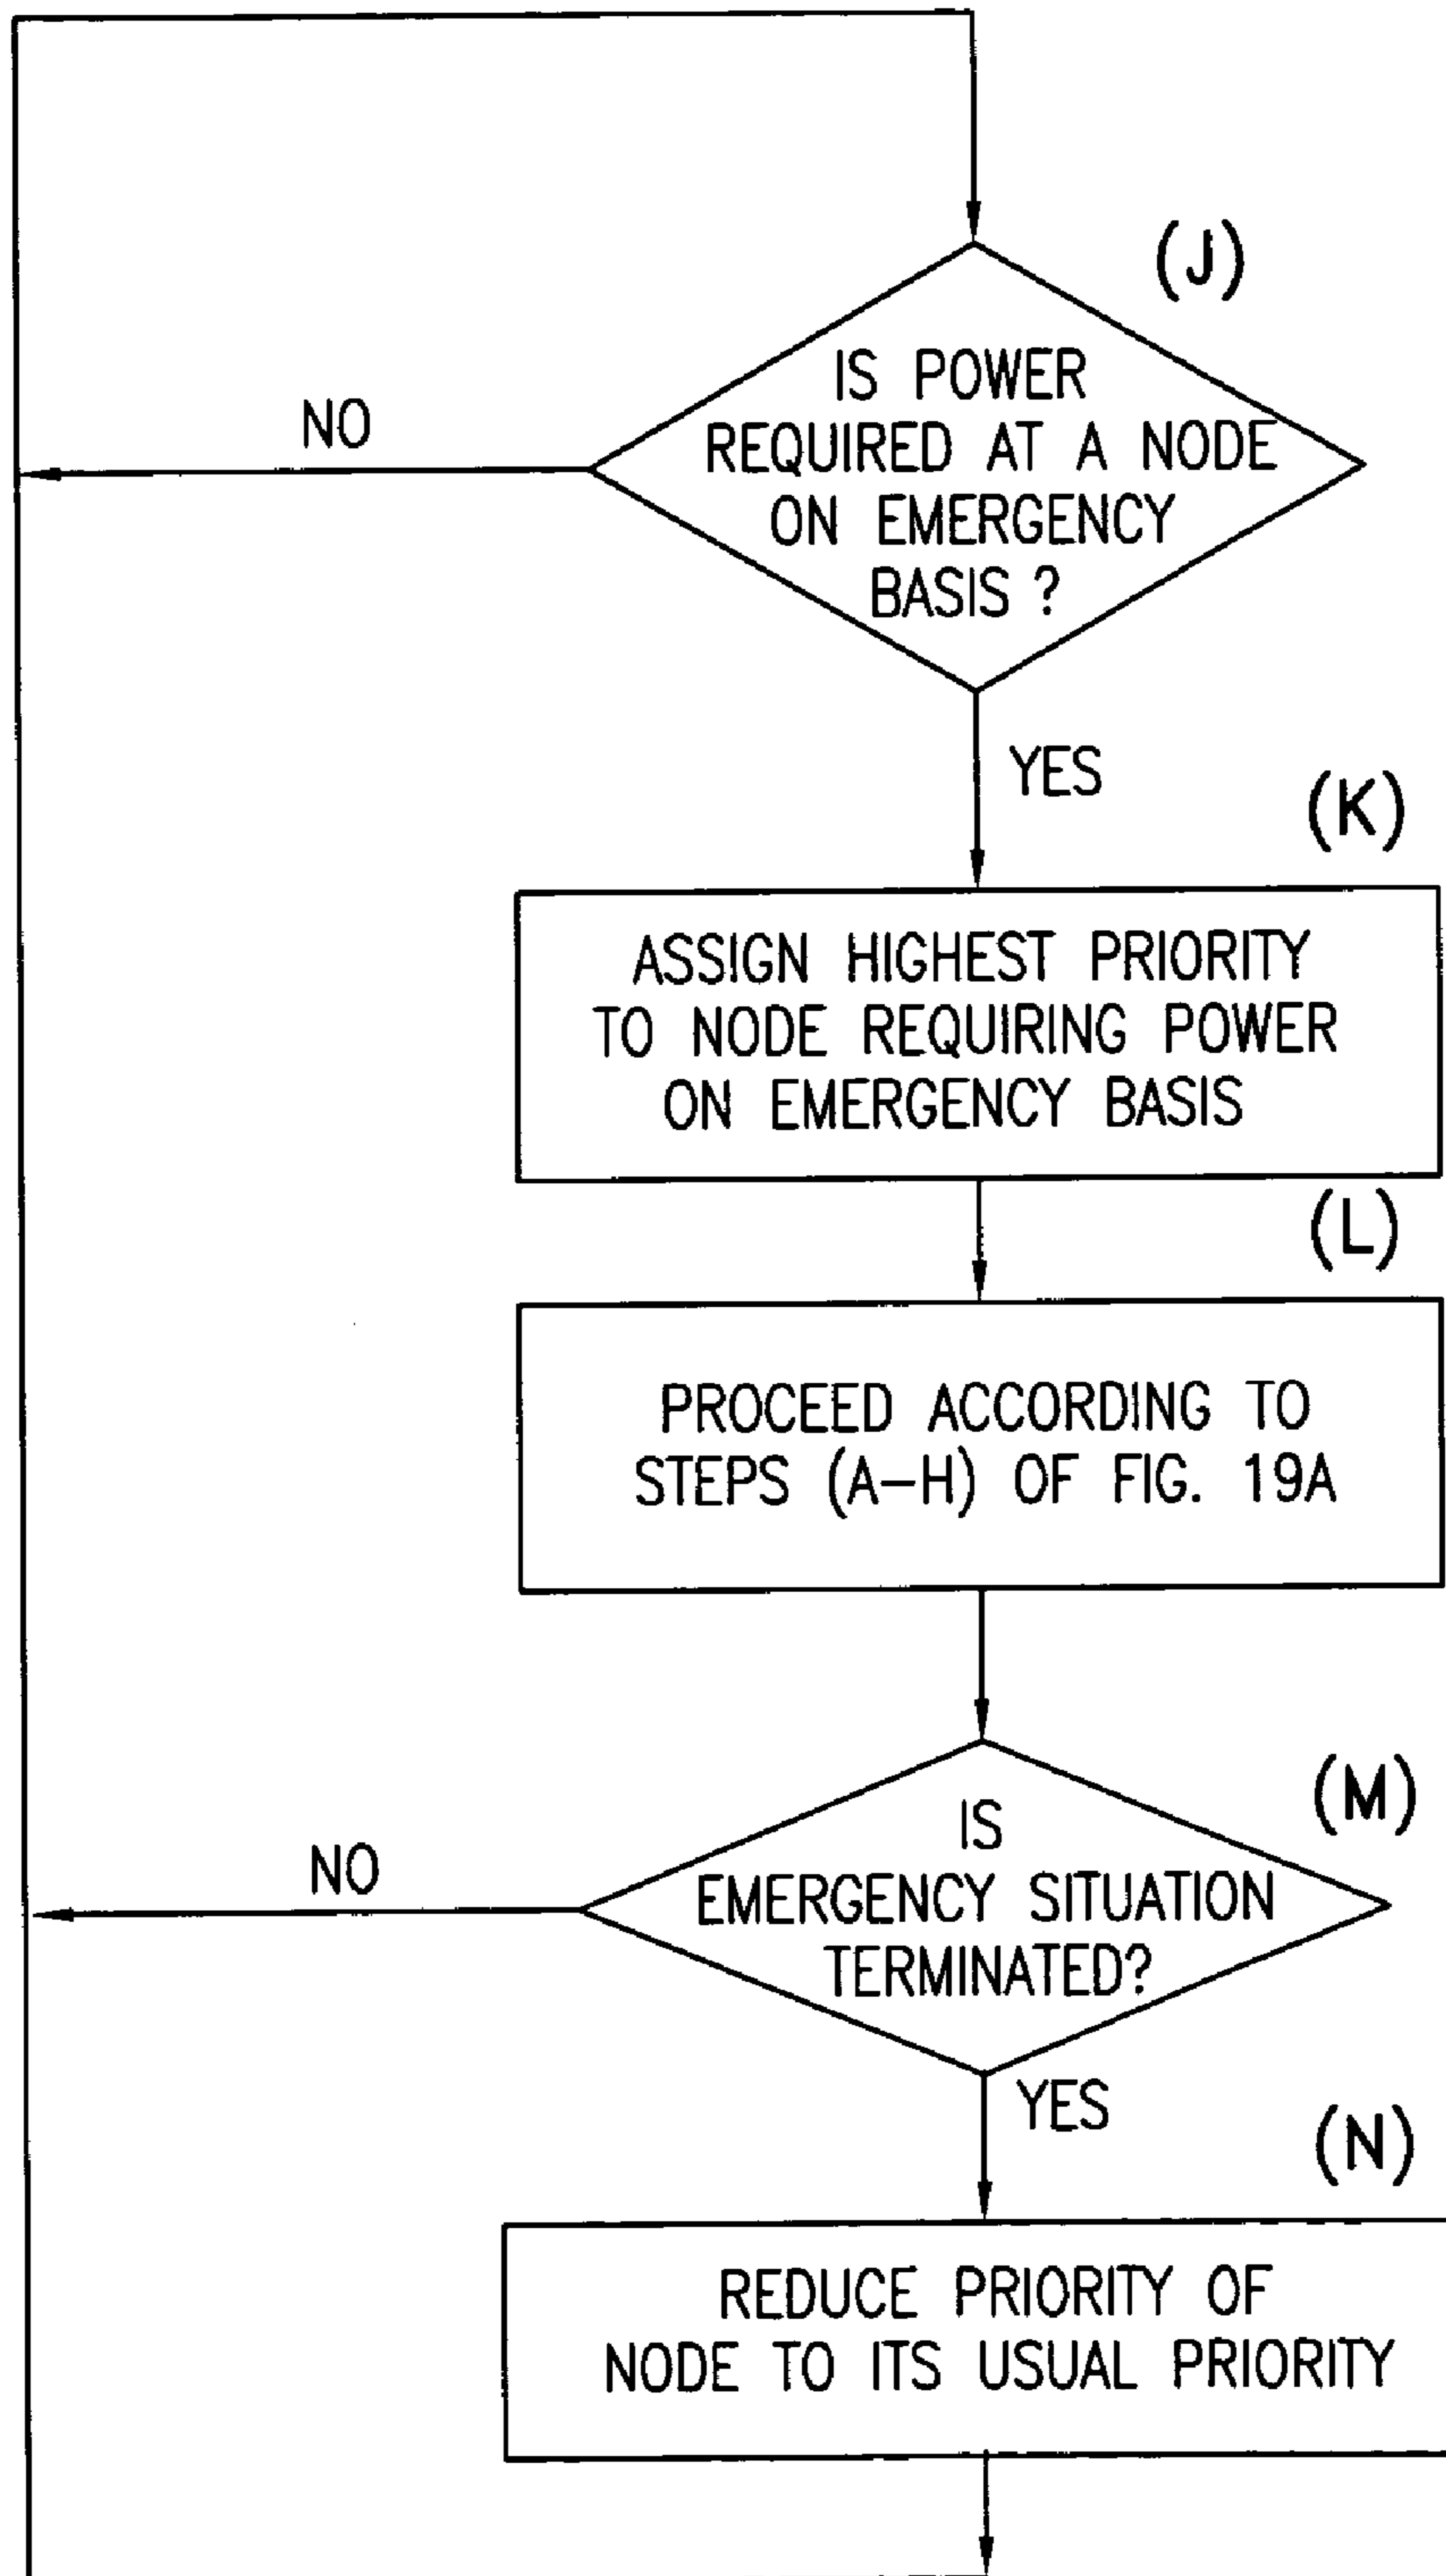 (J)
IS POWER
REQUIRED AT A NODE
ON EMERGENCY
BASIS ?
NO
YES
(K)
ASSIGN HIGHEST PRIORITY
TO NODE REQUIRING POWER
ON EMERGENCY BASIS
(L)
PROCEED ACCORDING TO
STEPS (A-H) OF FIG. 19A
(M)
IS
EMERGENCY SITUATION
TERMINATED?
NO
YES
(N)
REDUCE PRIORITY OF
NODE TO ITS USUAL PRIORITY